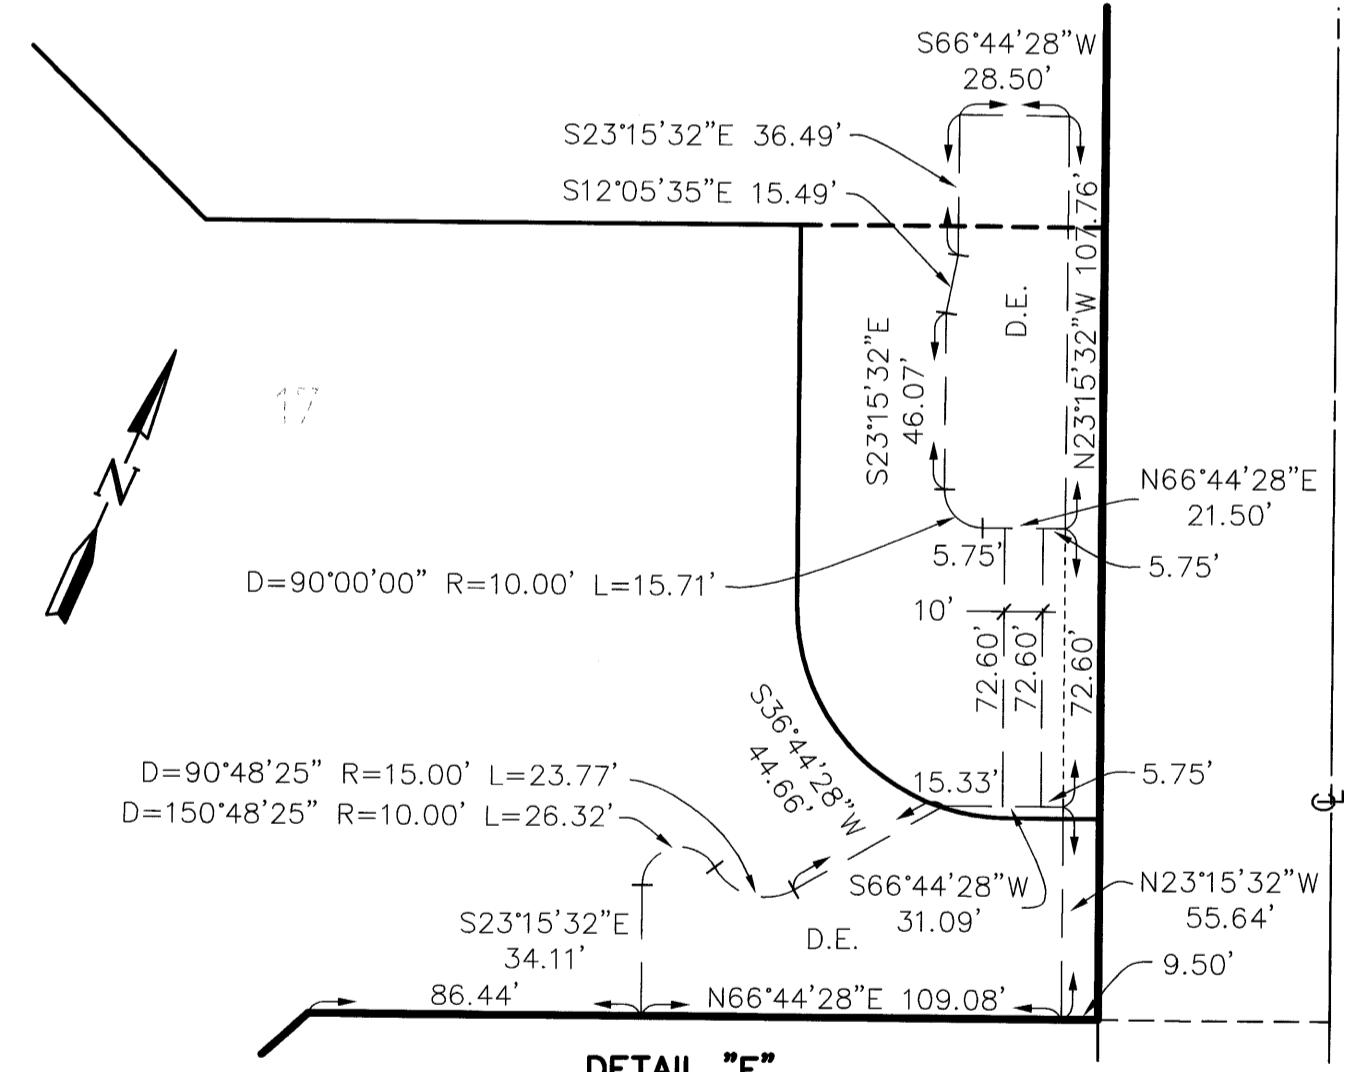 S66°44'28"W
28.50'
S23°15'32"E 36.49'
S12°05'35"E 15.49'
N23°15'32"W 107.76'
D.E.
S23°15'32"E
46.07'
17
N
N66°44'28"E
21.50'
5.75'
5.75'
D=90°00'00" R=10.00' L=15.71'
10'
72.60'
72.60'
72.60'
S36°44'28"W
44.66'
D=90°48'25" R=15.00' L=23.77'
15.33'
5.75'
D=150°48'25" R=10.00' L=26.32'
S66°44'28"W
31.09'
N23°15'32"W
55.64'
S23°15'32"E
34.11'
D.E.
9.50'
86.44'
N66°44'28"E 109.08'
CL
DETAIL "F"